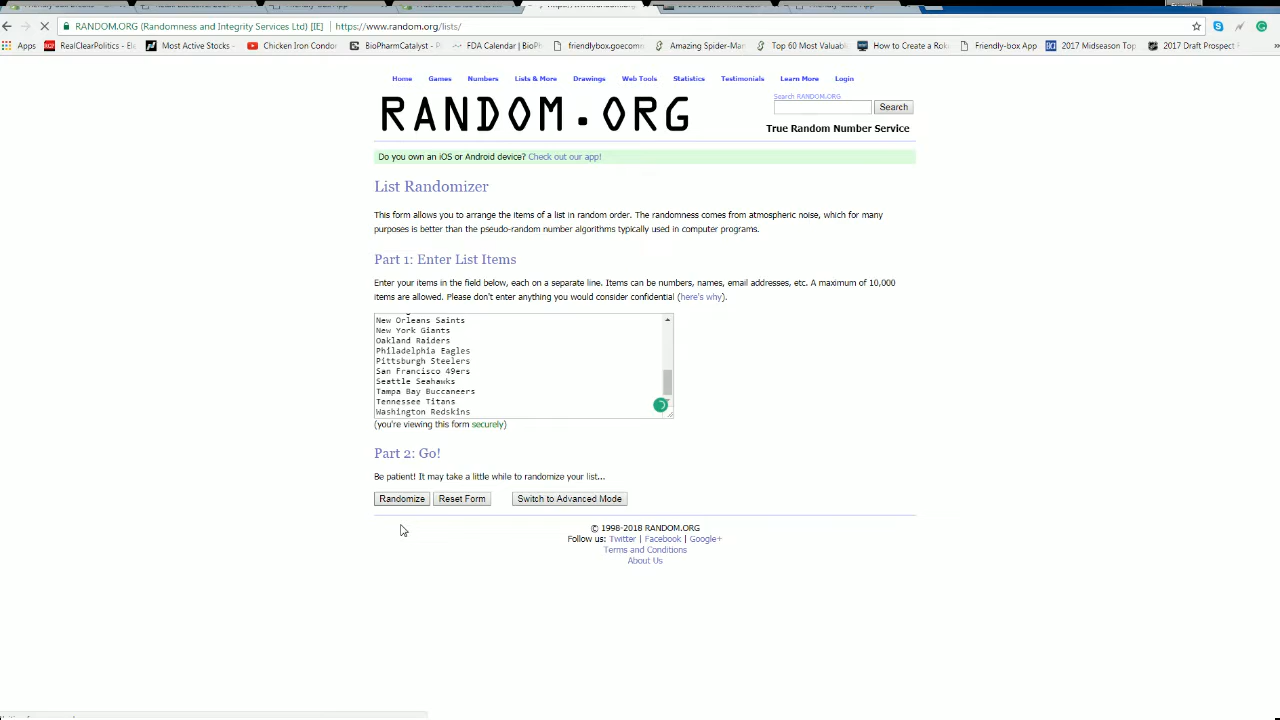 RANDOM.ORG (Randomness and Integrity Services Ltd) [IE] | https://www.random.org/lists/
Apps RealClearPolitics - Ele Most Active Stocks - Chicken Iron Condor BioPharmCatalyst - Ph FDA Calendar | BioPh friendlybox.gocomm Amazing Spider-Man Top 60 Most Valuabl How to Create a Rol Friendly-box App 2017 Midseason Top 2017 Draft Prospect
Home Games Numbers Lists & More Drawings Web Tools Statistics Testimonials Learn More Login
Search RANDOM.ORG
RANDOM.ORG
Search
True Random Number Service
Do you own an iOS or Android device? Check out our app!
List Randomizer
This form allows you to arrange the items of a list in random order. The randomness comes from atmospheric noise, which for many
purposes is better than the pseudo-random number algorithms typically used in computer programs.
Part 1: Enter List Items
Enter your items in the field below, each on a separate line. Items can be numbers, names, email addresses, etc. A maximum of 10,000
items are allowed. Please don't enter anything you would consider confidential (here's why).
New Orleans Saints
New York Giants
Oakland Raiders
Philadelphia Eagles
Pittsburgh Steelers
San Francisco 49ers
Seattle Seahawks
Tampa Bay Buccaneers
Tennessee Titans
Washington Redskins
(you're viewing this form securely)
Part 2: Go!
Be patient! It may take a little while to randomize your list...
Randomize Reset Form Switch to Advanced Mode
© 1998-2018 RANDOM.ORG
Follow us: Twitter | Facebook | Google+
Terms and Conditions
About Us